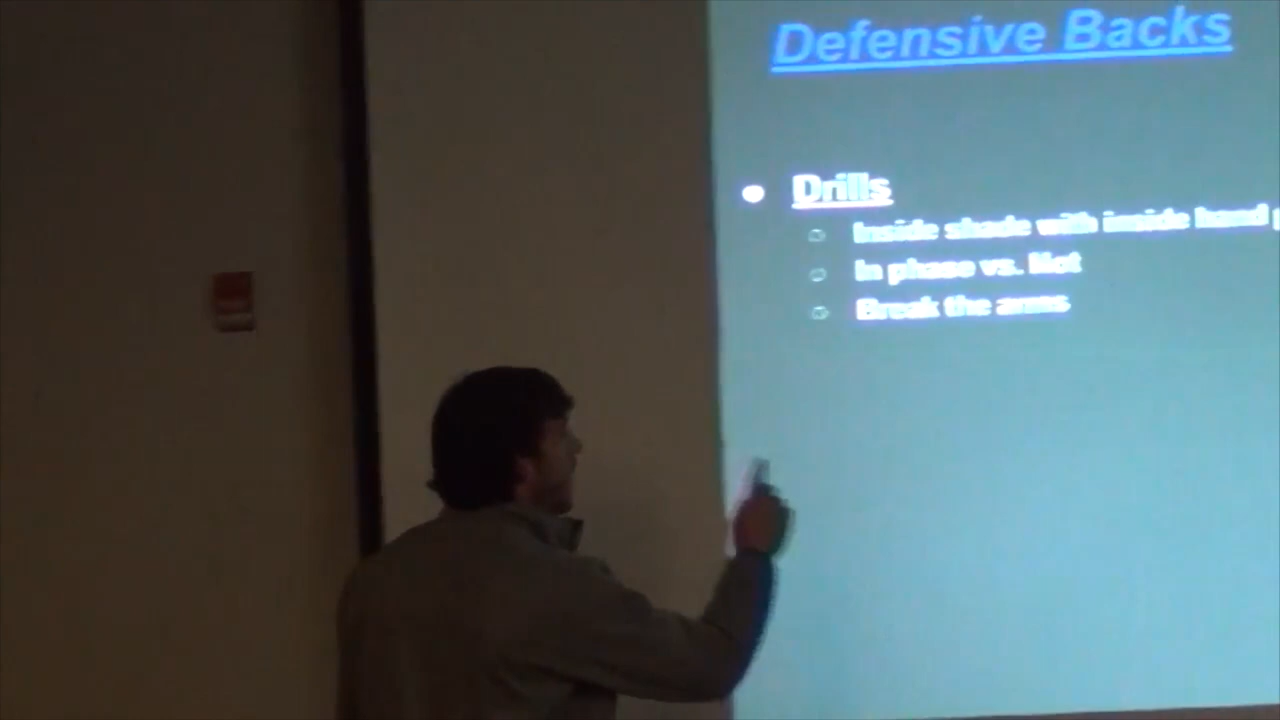 Defensive Backs
Drills
Inside shade with inside hand
In phase vs. Not
Break the arms